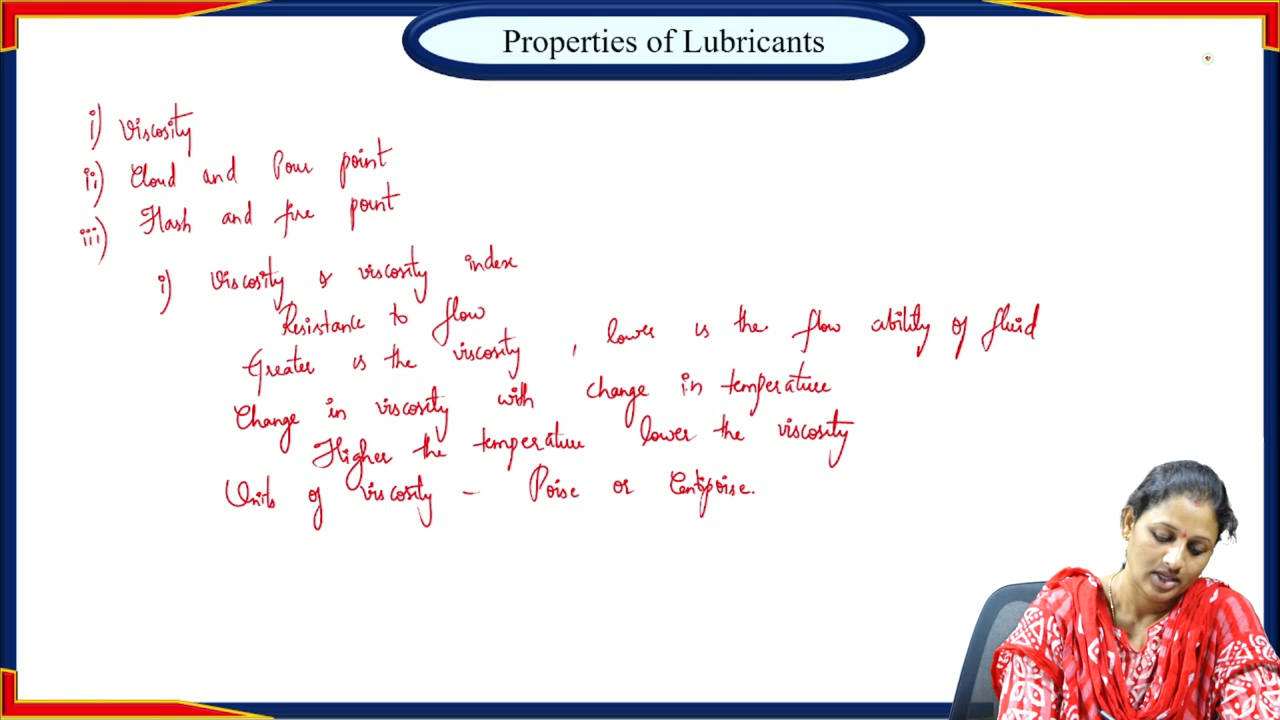 Properties of Lubricants
i) Viscosity
ii) Cloud and Pour point
iii) Flash and fire point
i) Viscosity & viscosity index
Resistance to flow
Greater is the viscosity, lower is the flow ability of fluid
Change in viscosity with change in temperature
Higher the temperature lower the viscosity
Units of viscosity - Poise or Centipoise.